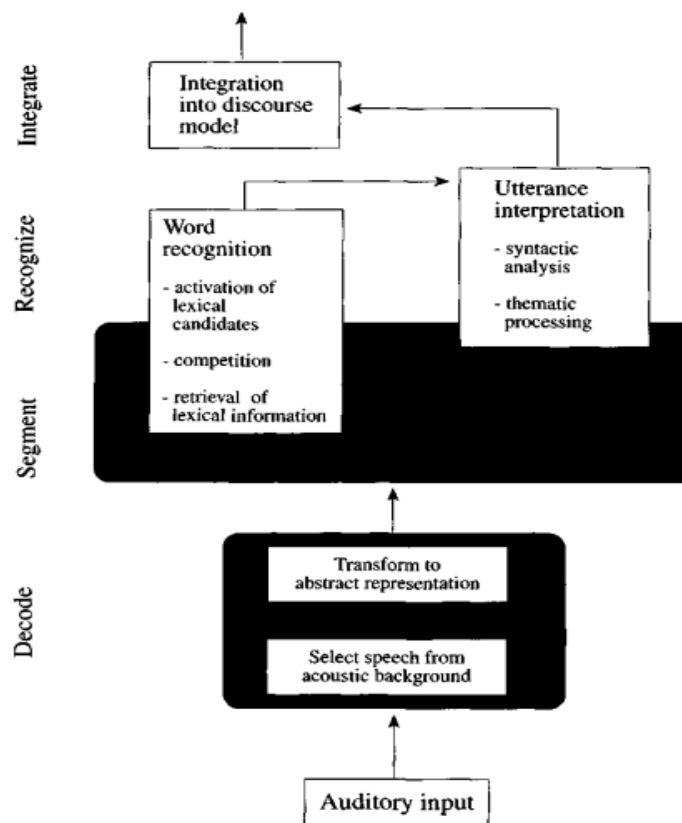 Integrate
Integration
into discourse
model
Recognize
Utterance
interpretation
- syntactic
analysis
- thematic
processing
Word
recognition
- activation of
lexical
candidates
- competition
- retrieval of
lexical information
Segment
Decode
Transform to
abstract representation
Select speech from
acoustic background
Auditory input